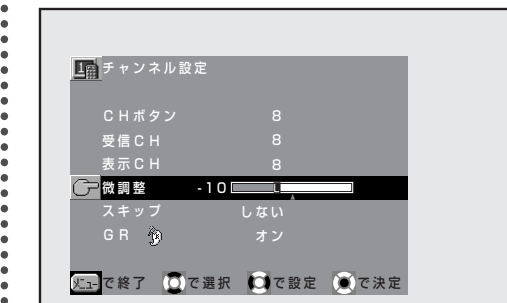 チャンネル設定
CHボタン 8
受信CH 8
表示CH 8
微調整 -10
スキップ しない
GR オン
メニューで終了 で選択 で設定 で決定